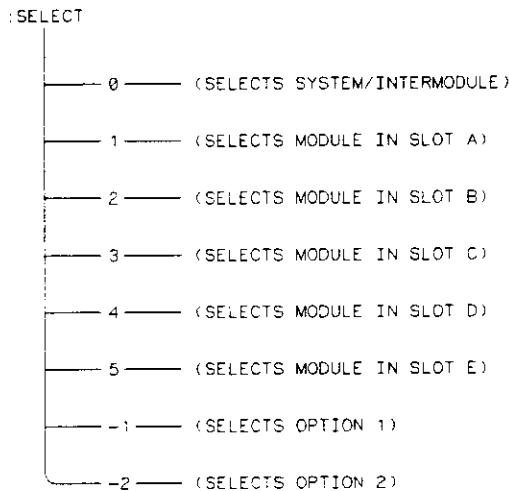 :SELECT
0 (SELECTS SYSTEM/INTERMODULE)
1 (SELECTS MODULE IN SLOT A)
2 (SELECTS MODULE IN SLOT B)
3 (SELECTS MODULE IN SLOT C)
4 (SELECTS MODULE IN SLOT D)
5 (SELECTS MODULE IN SLOT E)
-1 (SELECTS OPTION 1)
-2 (SELECTS OPTION 2)